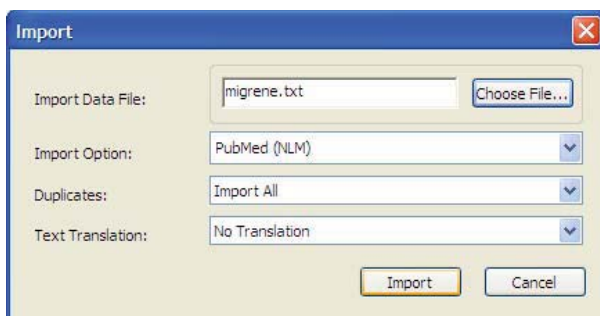 Import
Import Data File: migrene.txt Choose File...
Import Option: PubMed (NLM)
Duplicates: Import All
Text Translation: No Translation
Import Cancel